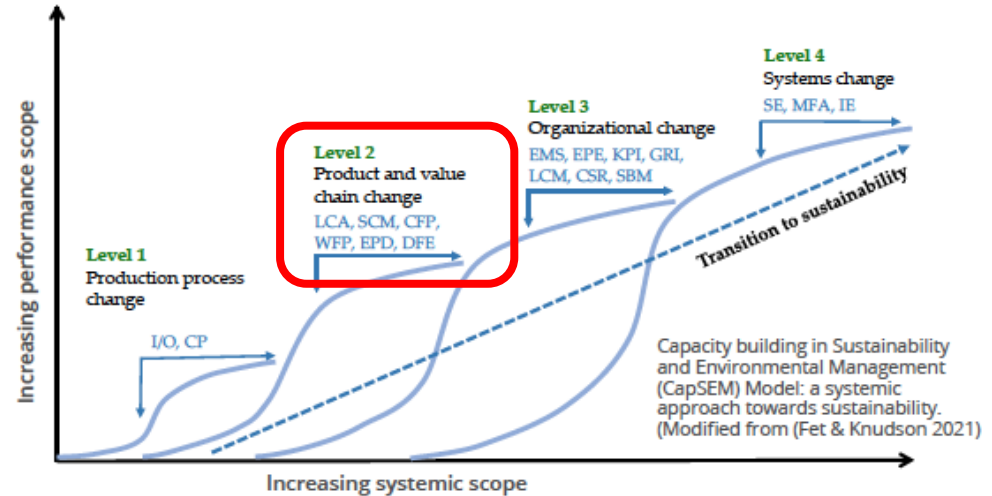 Increasing performance scope
Level 4
Systems change
SE, MFA, IE
Level 3
Organizational change
EMS, EPE, KPI, GRI,
LCM, CSR, SBM
Level 2
Product and value
chain change
LCA, SCM, CFP,
WFP, EPD, DFE
Level 1
Production process
change
I/O, CP
Transition to sustainability
Capacity building in Sustainability
and Environmental Management
(CapSEM) Model: a systemic
approach towards sustainability.
(Modified from (Fet & Knudson 2021)
Increasing systemic scope